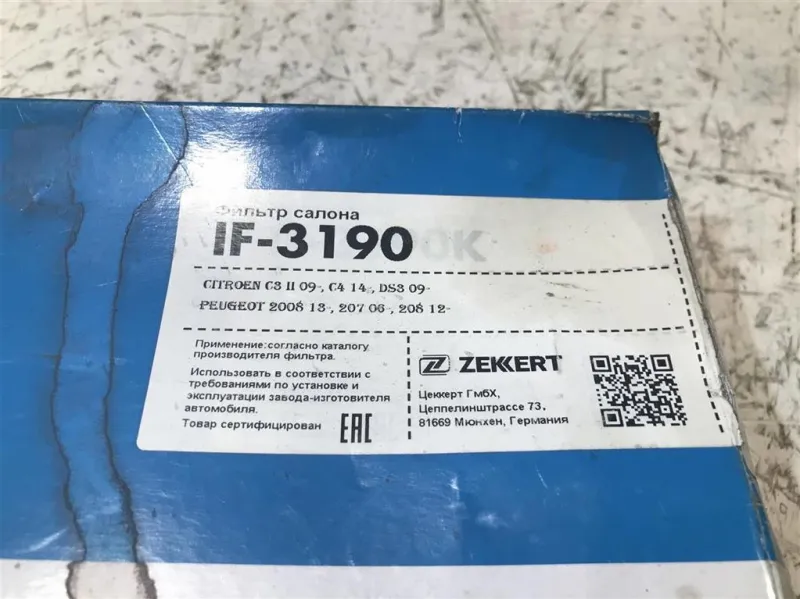 Фильтр салона
IF-3190
CITROEN C3 II 09-, C4 14-, DS3 09-
PEUGEOT 2008 13-, 207 06-, 208 12-
Применение:согласно каталогу
производителя фильтра.
Использовать в соответствии с
требованиями по установке и
эксплуатации завода-изготовителя
автомобиля.
Товар сертифицирован
EAC
ZEKKERT
Цеккерт ГмбХ,
Цеппелинштрассе 73,
81669 Мюнхен, Германия